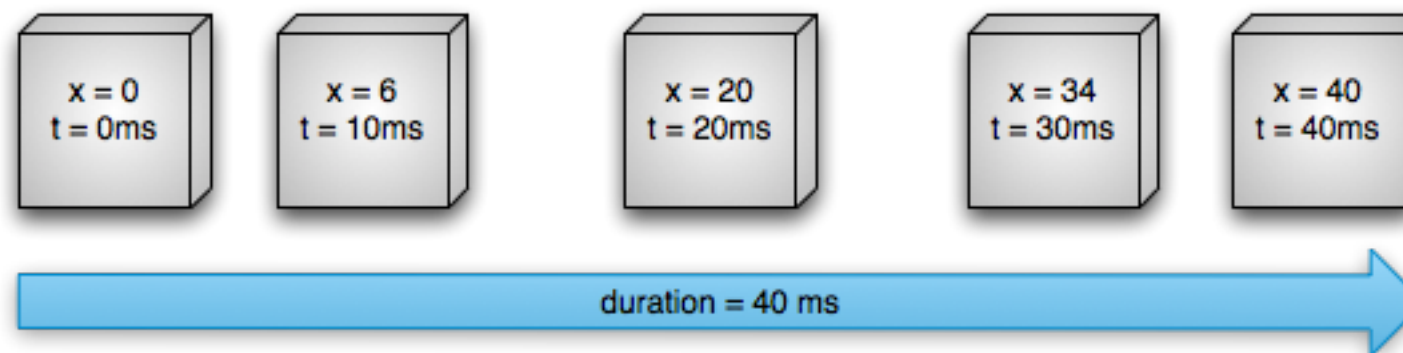 x = 0
t = 0ms
x = 6
t = 10ms
x = 20
t = 20ms
x = 34
t = 30ms
x = 40
t = 40ms
duration = 40 ms